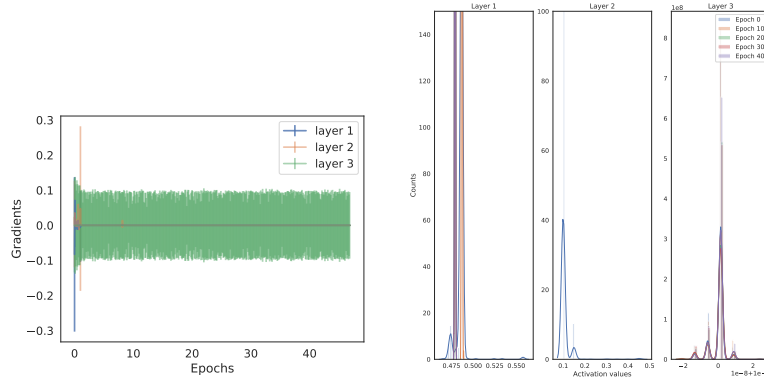 0.3
0.2
0.1
0.0
−0.1
−0.2
−0.3
Gradients
0
20
40
Epochs
layer 1
layer 2
layer 3
Layer 1
140
120
100
80
60
40
20
0
Counts
0.475
0.500
0.525
0.550
Layer 2
100
80
60
40
20
0
0.1
0.2
0.3
0.4
0.5
Activation values
Layer 3
1e8
8
7
6
5
4
3
2
1
0
−2
0
1e−8+1e−
Epoch 0
Epoch 10
Epoch 20
Epoch 30
Epoch 40